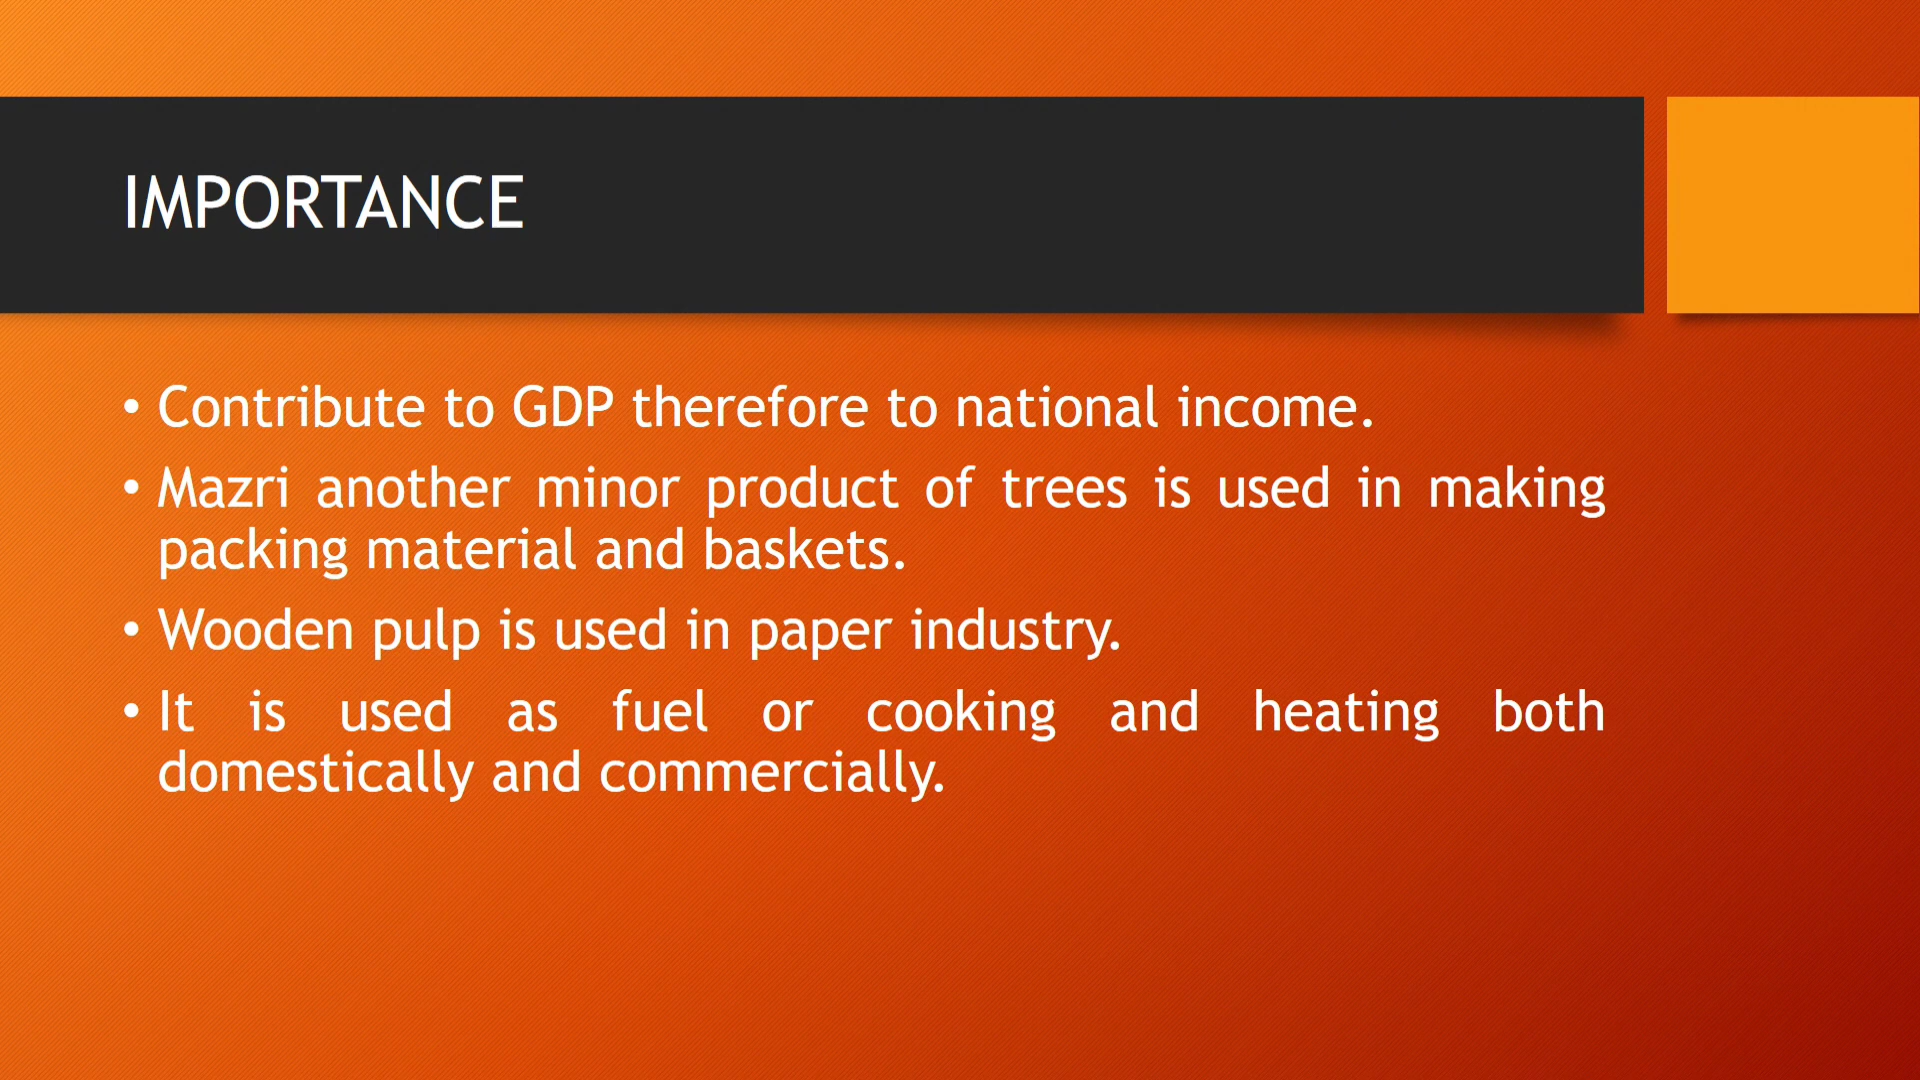 IMPORTANCE
• Contribute to GDP therefore to national income.
• Mazri another minor product of trees is used in making
packing material and baskets.
• Wooden pulp is used in paper industry.
• It is used as fuel or cooking and heating both
domestically and commercially.